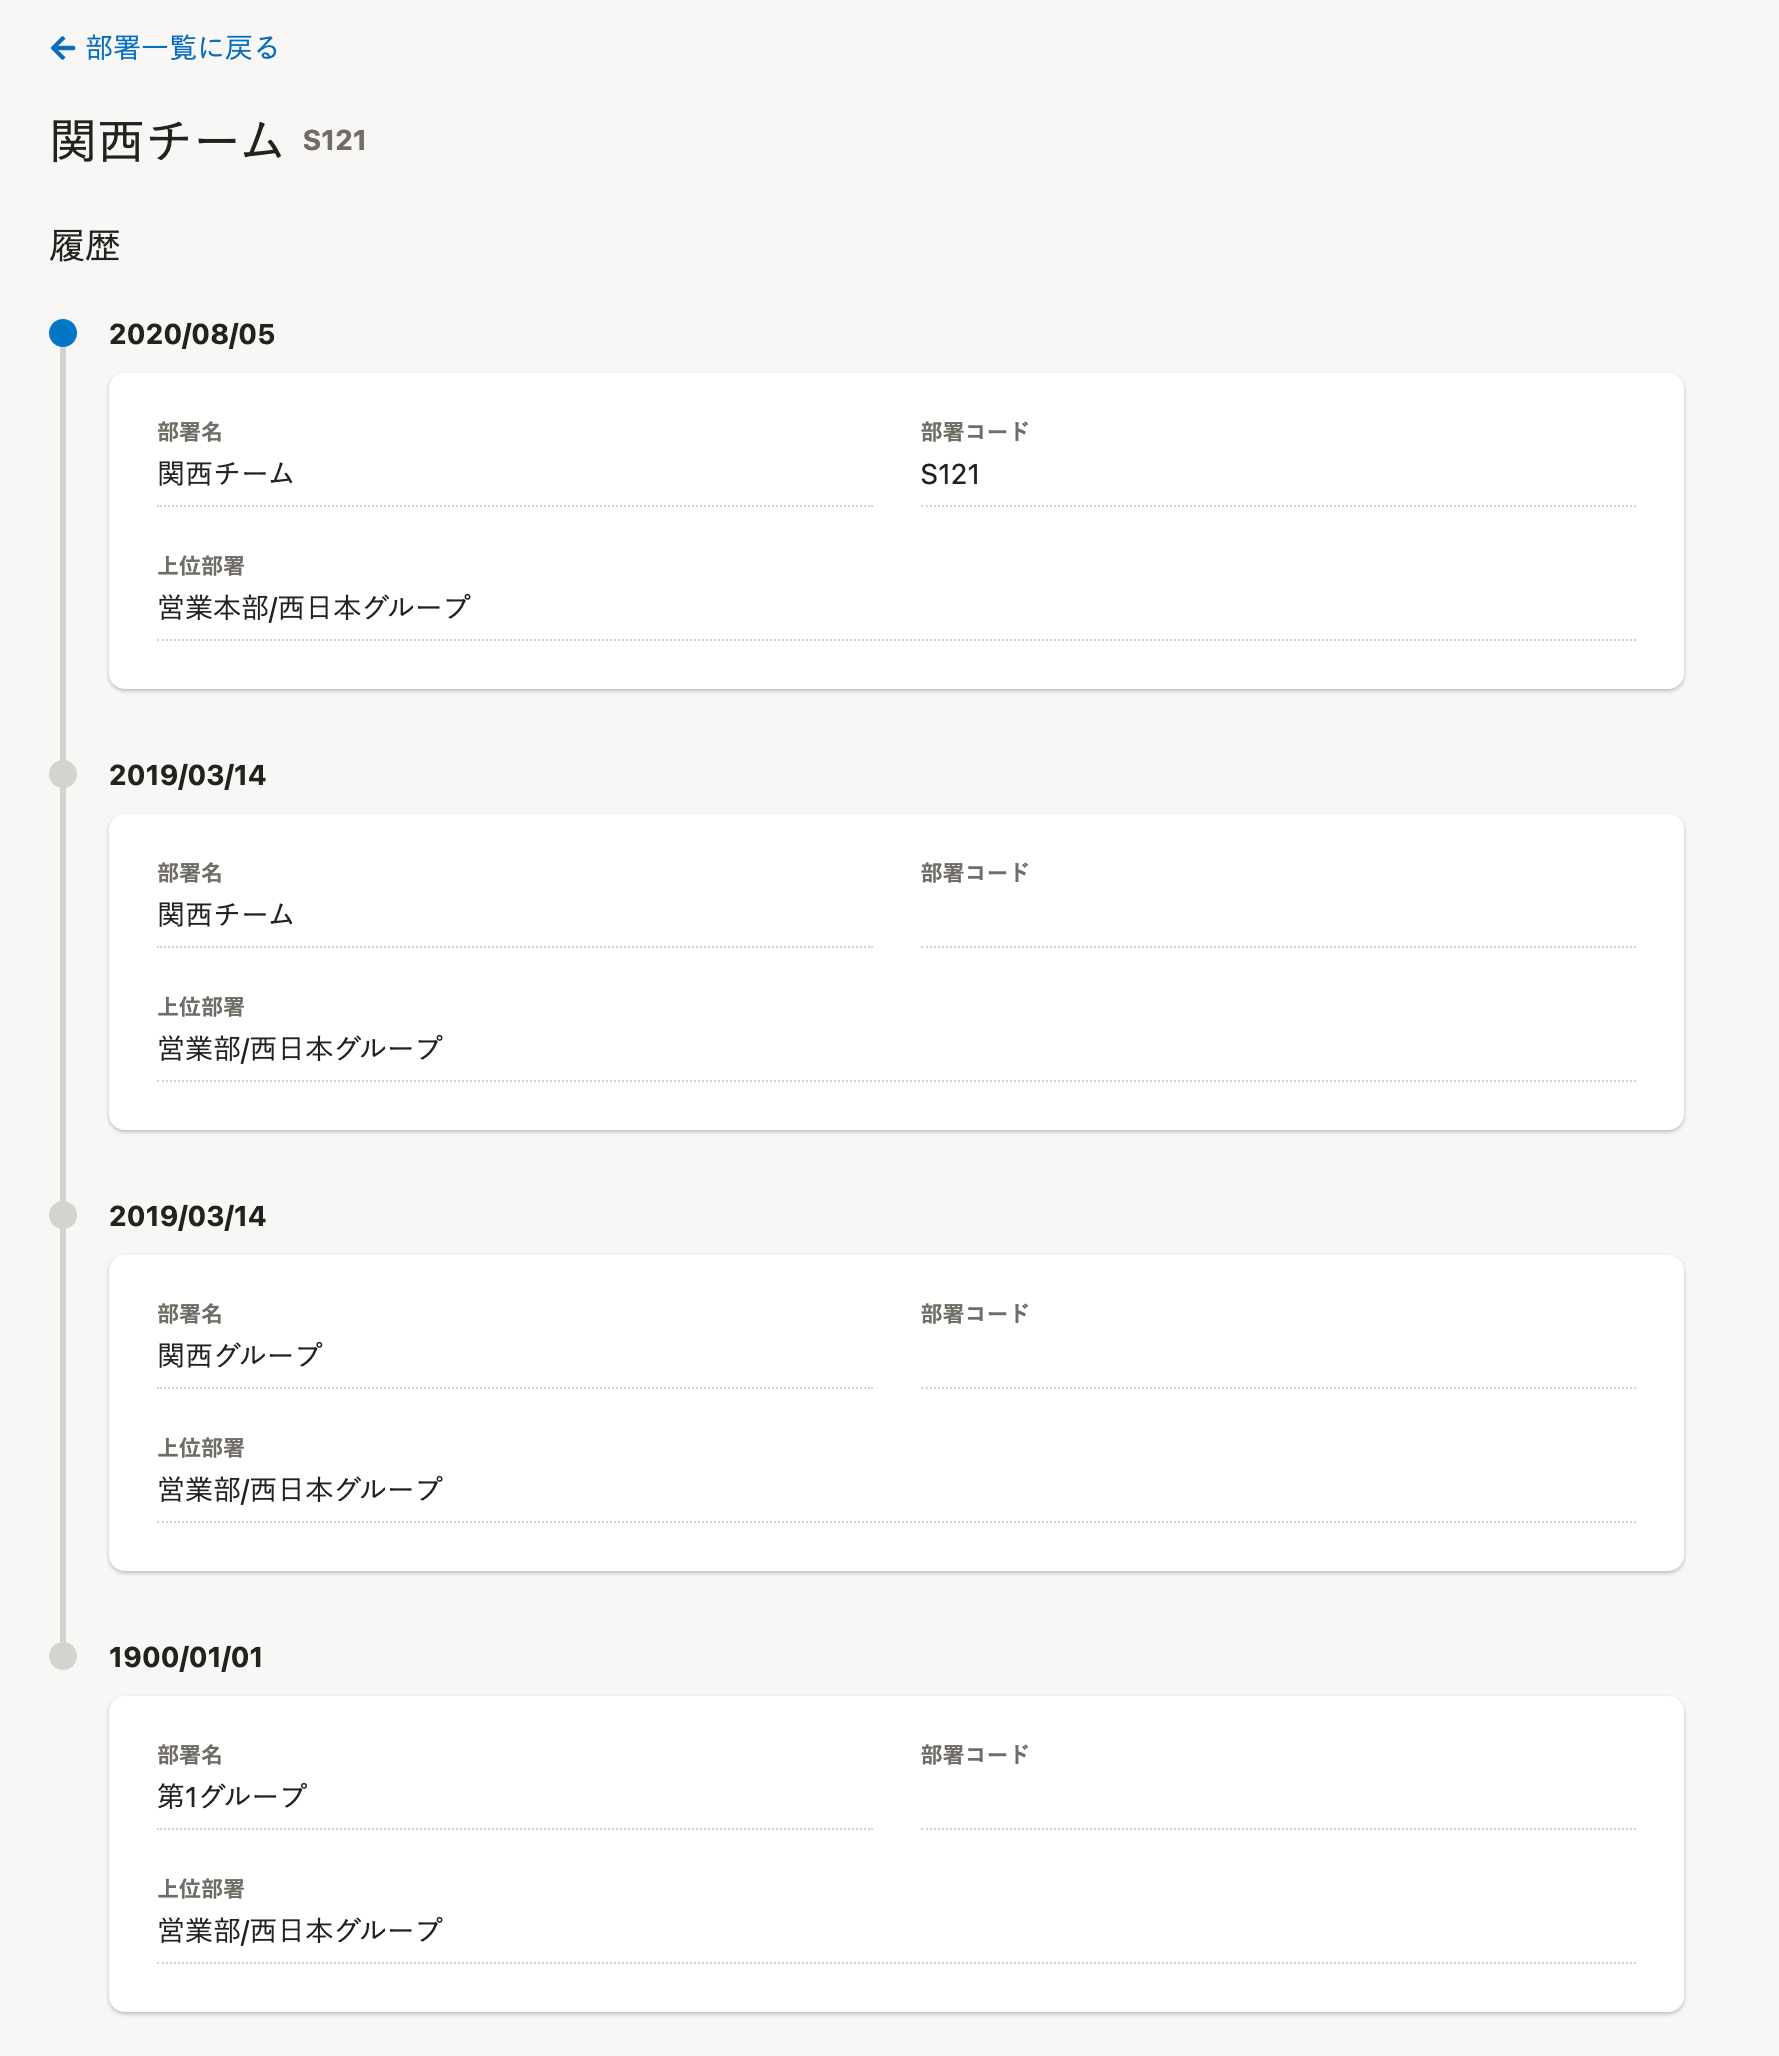 部署一覧に戻る
関西チーム S121
履歴
2020/08/05
部署名 部署コード
関西チーム S121
上位部署
営業本部/西日本グループ
2019/03/14
部署名 部署コード
関西チーム
上位部署
営業部/西日本グループ
2019/03/14
部署名 部署コード
関西グループ
上位部署
営業部/西日本グループ
1900/01/01
部署名 部署コード
第1グループ
上位部署
営業部/西日本グループ